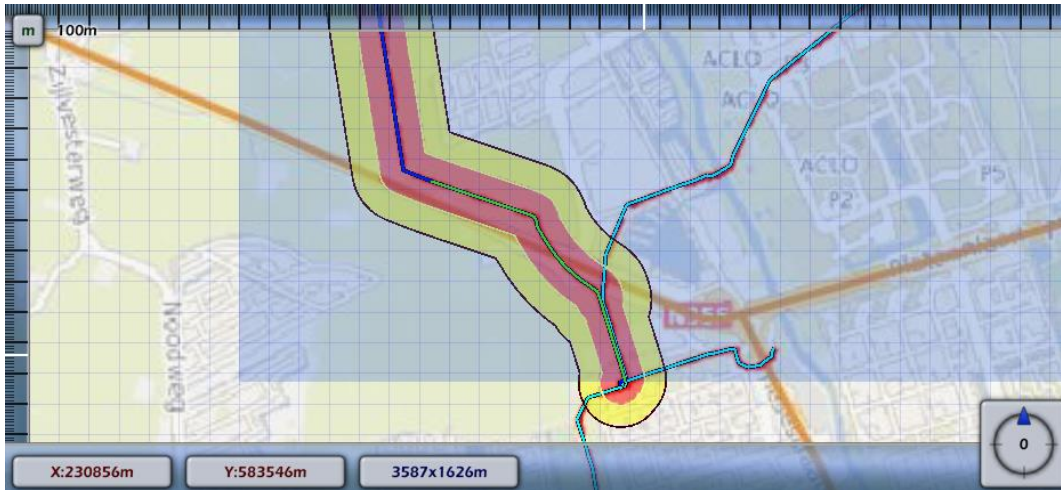 m
100m
ACLO
ACLO
ACLO
P2
P5
Zijlvesterweg
Noodweg
0
X:230856m
Y:583546m
3587x1626m